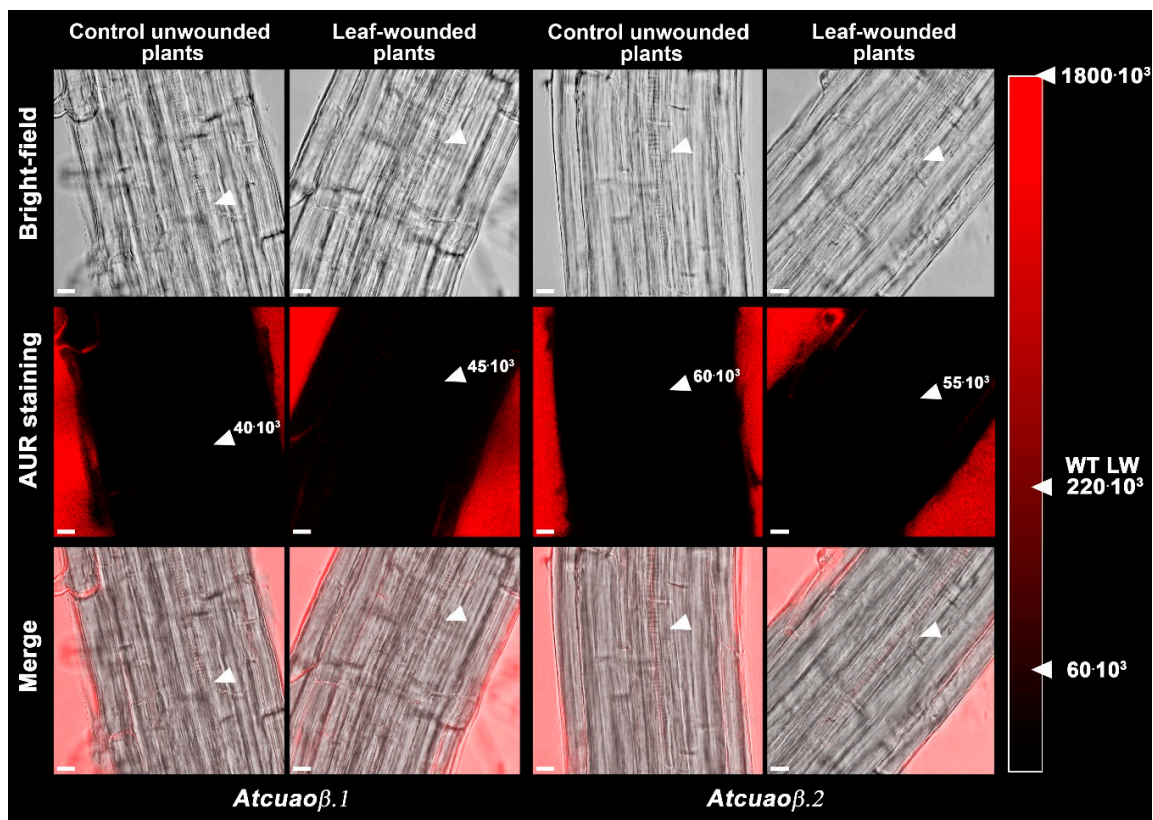 Control unwounded
plants
Leaf-wounded
plants
Control unwounded
plants
Leaf-wounded
plants
1800·10³
Bright-field
AUR staining
40·10³
45·10³
60·10³
55·10³
WT LW
220·10³
60·10³
Merge
Atcuaoβ.1
Atcuaoβ.2